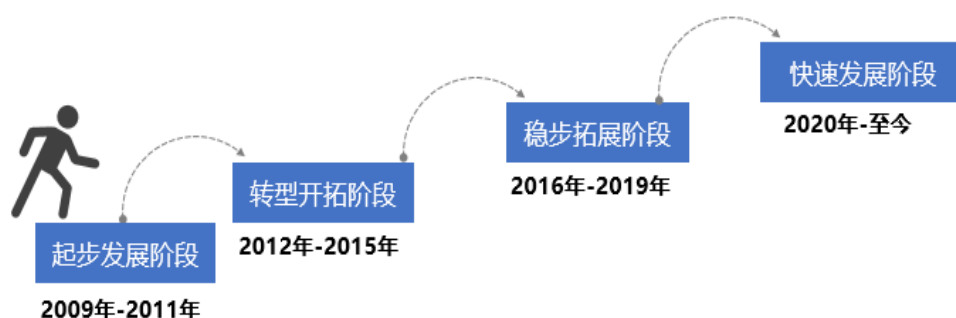 起步发展阶段
2009年-2011年
转型开拓阶段
2012年-2015年
稳步拓展阶段
2016年-2019年
快速发展阶段
2020年-至今